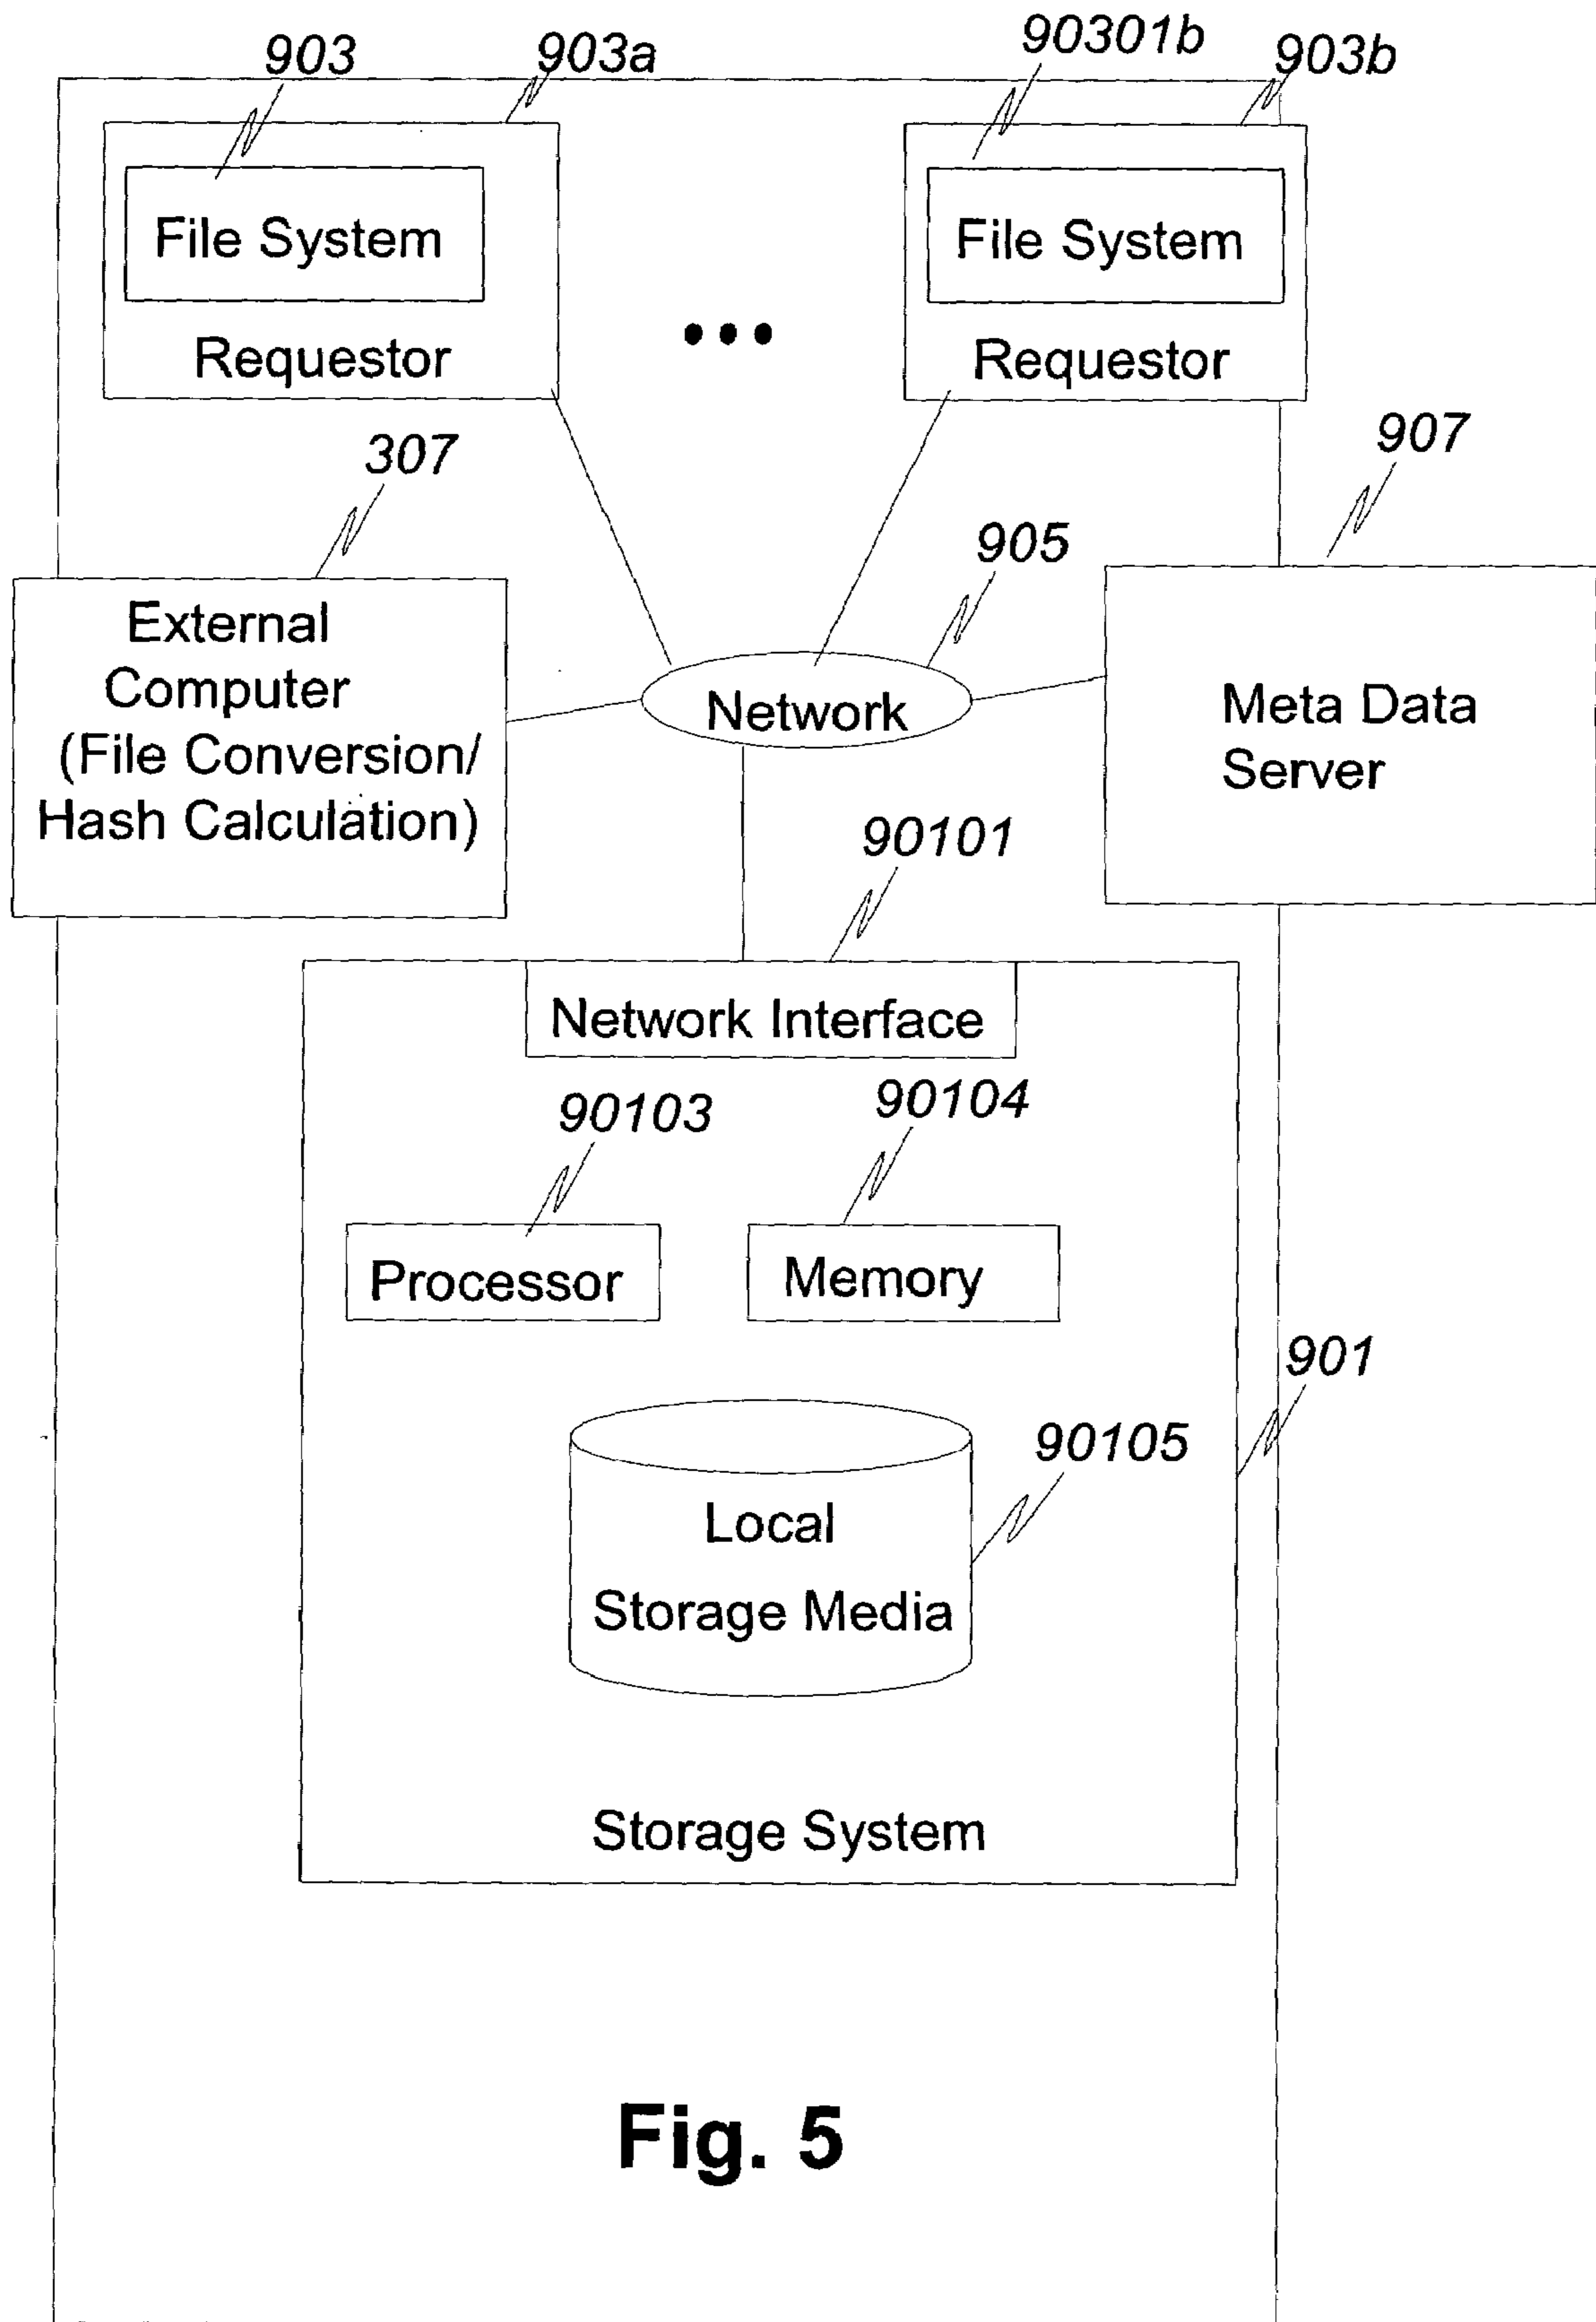 903
903a
90301b
903b
File System
Requestor
File System
Requestor
307
907
905
External
Computer
(File Conversion/
Hash Calculation)
Network
Meta Data
Server
90101
Network Interface
90103
90104
Processor
Memory
901
90105
Local
Storage Media
Storage System
Fig. 5